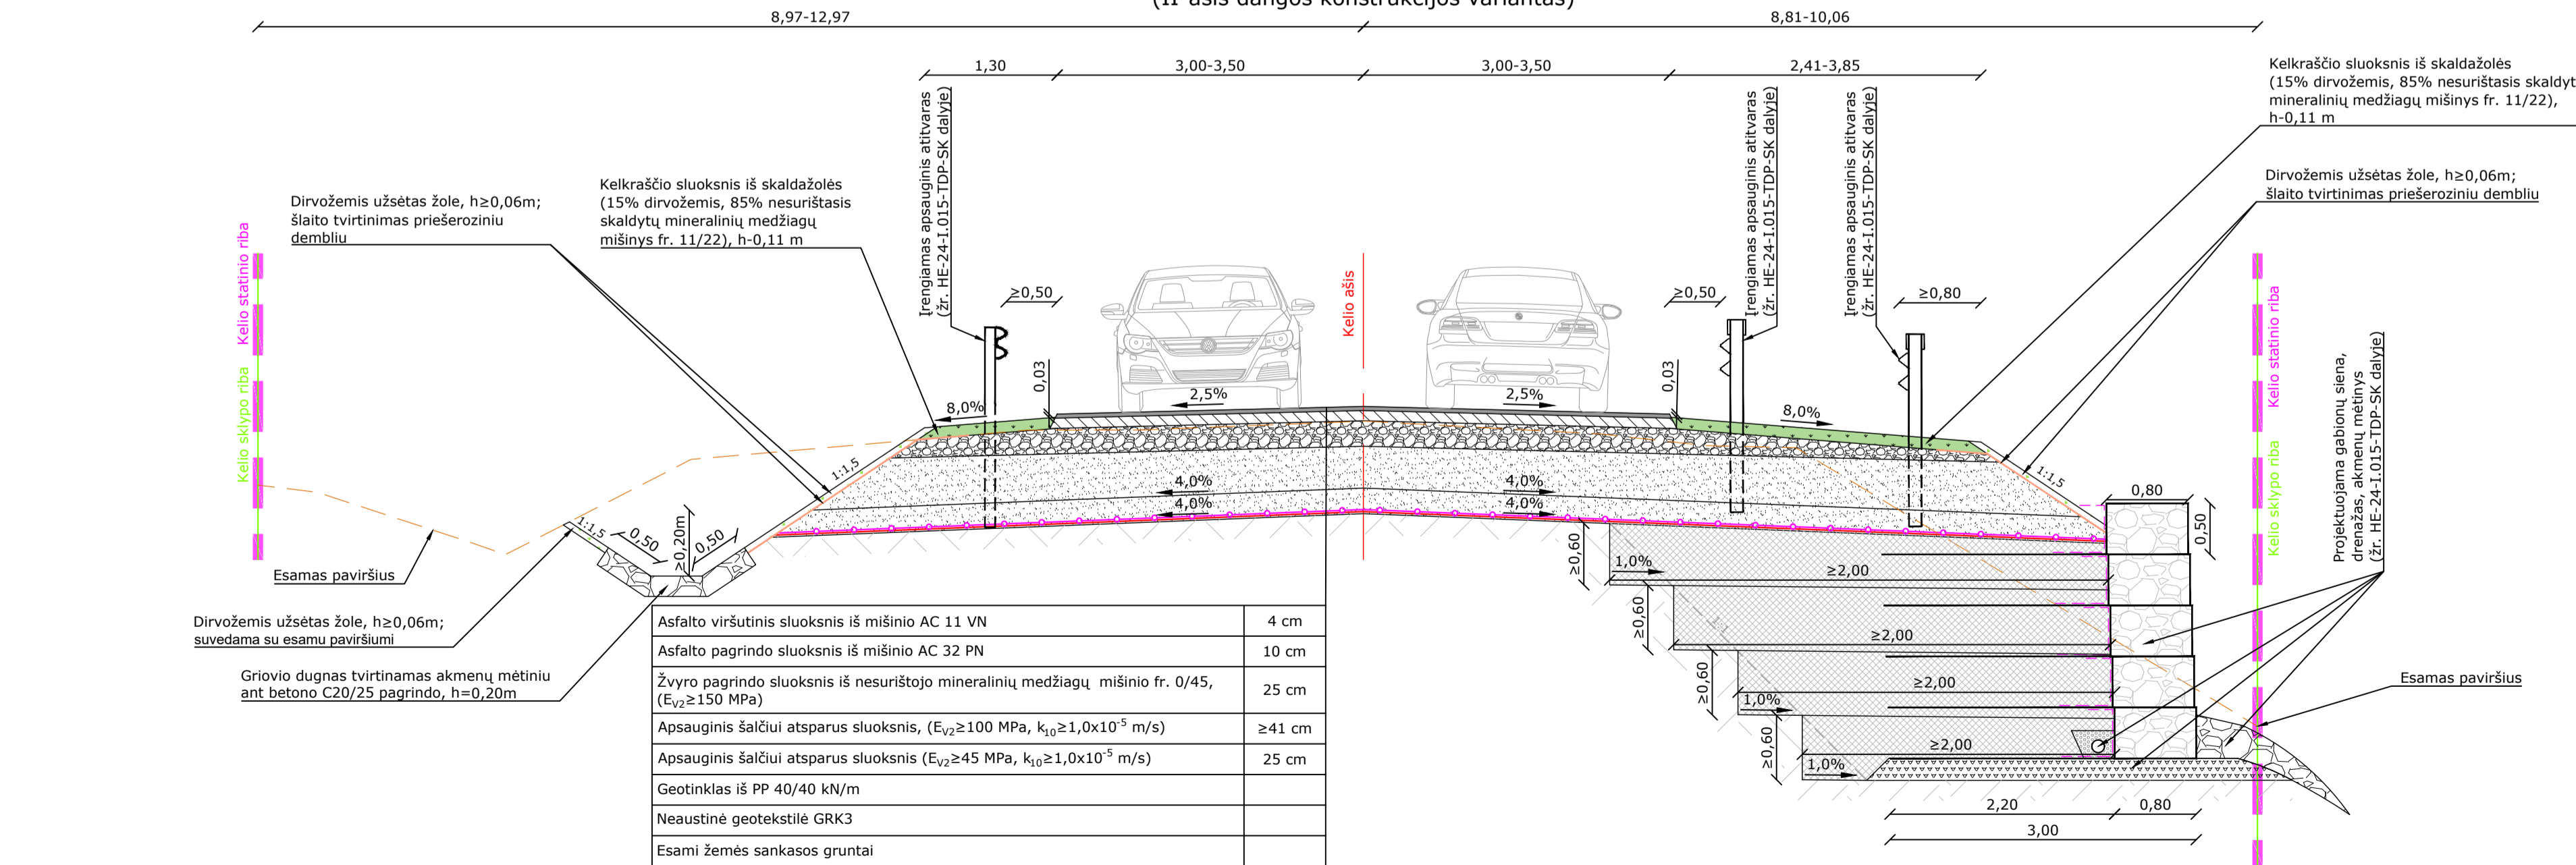 (II-asis dangos konstrukcijos variantas)
8,97-12,97
8,81-10,06
1,30
3,00-3,50
3,00-3,50
2,41-3,85
Kelkraščio sluoksnis iš skaldažolės
(15% dirvožemis, 85% nesurištasis skaldyt
mineralinių medžiagų mišinys fr. 11/22),
h-0,11 m
Dirvožemis užsėtas žole, h≥0,06m;
šlaito tvirtinimas priešeroziniu dembliu
Kelkraščio sluoksnis iš skaldažolės
(15% dirvožemis, 85% nesurištasis
skaldytų mineralinių medžiagų
mišinys fr. 11/22), h-0,11 m
Dirvožemis užsėtas žole, h≥0,06m;
šlaito tvirtinimas priešeroziniu
dembliu
Įrengiamas apsauginis atitvaras
(žr. HE-24-I.015-TDP-SK dalyje)
Įrengiamas apsauginis atitvaras
(žr. HE-24-I.015-TDP-SK dalyje)
Įrengiamas apsauginis atitvaras
(žr. HE-24-I.015-TDP-SK dalyje)
Kelio statinio riba
Kelio sklypo riba
Kelio ašis
Kelio statinio riba
Kelio sklypo riba
≥0,50
≥0,50
≥0,80
0,03
0,03
8,0%
2,5%
2,5%
8,0%
1:1,5
4,0%
4,0%
4,0%
4,0%
1:1,5
1:1,5
0,50
≥0,20m
0,50
0,80
0,50
Projektuojama gabionų siena,
drenažas, akmenų mėtinys
(žr. HE-24-I.015-TDP-SK dalyje)
Esamas paviršius
Dirvožemis užsėtas žole, h≥0,06m;
suvedama su esamu paviršiumi
Griovio dugnas tvirtinamas akmenų mėtiniu
ant betono C20/25 pagrindo, h=0,20m
Asfalto viršutinis sluoksnis iš mišinio AC 11 VN 4 cm
Asfalto pagrindo sluoksnis iš mišinio AC 32 PN 10 cm
Žvyro pagrindo sluoksnis iš nesurištojo mineralinių medžiagų mišinio fr. 0/45,
(EV2≥150 MPa) 25 cm
Apsauginis šalčiui atsparus sluoksnis, (EV2≥100 MPa, k10≥1,0x10-5 m/s) ≥41 cm
Apsauginis šalčiui atsparus sluoksnis (EV2≥45 MPa, k10≥1,0x10-5 m/s) 25 cm
Geotinklas iš PP 40/40 kN/m
Neaustinė geotekstilė GRK3
Esami žemės sankasos gruntai
≥0,60
1,0%
≥2,00
≥0,60
1:1
≥2,00
≥0,60
≥2,00
1,0%
≥0,60
≥2,00
1,0%
Esamas paviršius
2,20
0,80
3,00